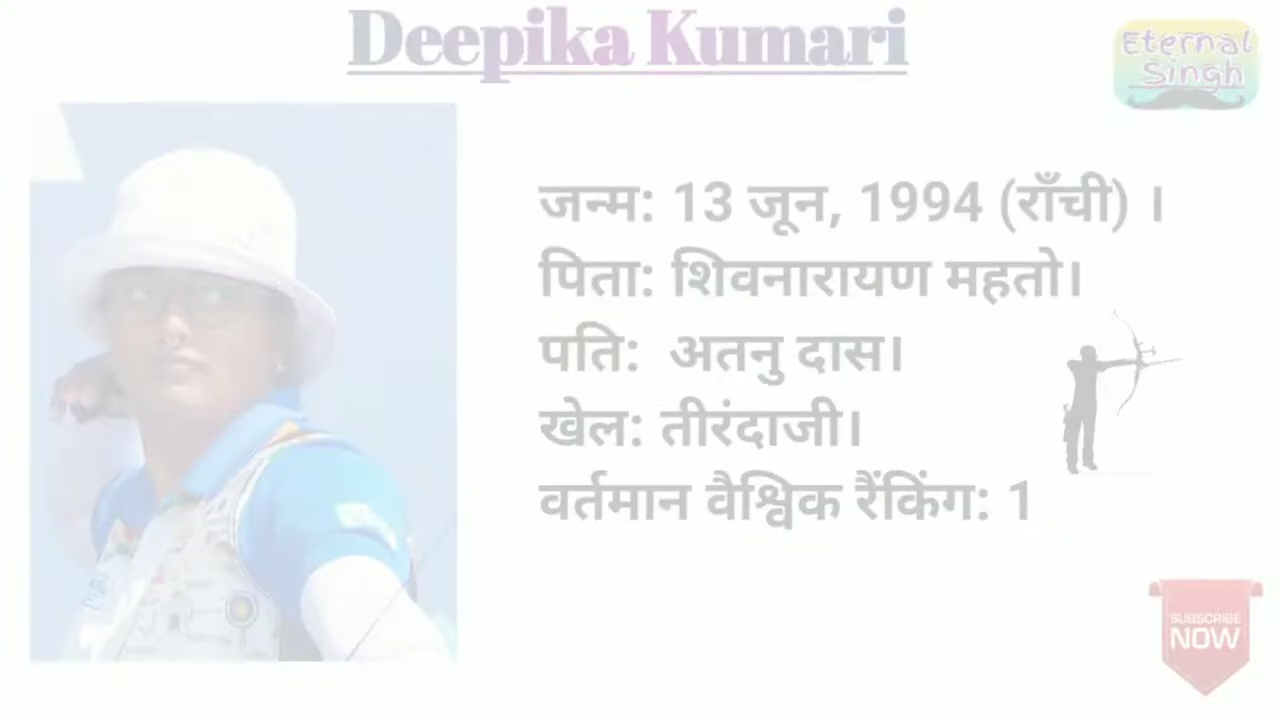 Deepika Kumari
Eternal
Singh
जन्म: 13 जून, 1994 (राँची) ।
पिता: शिवनारायण महतो।
पति: अतनु दास।
खेल: तीरंदाजी।
वर्तमान वैश्विक रैंकिंग: 1
SUBSCRIBE
NOW